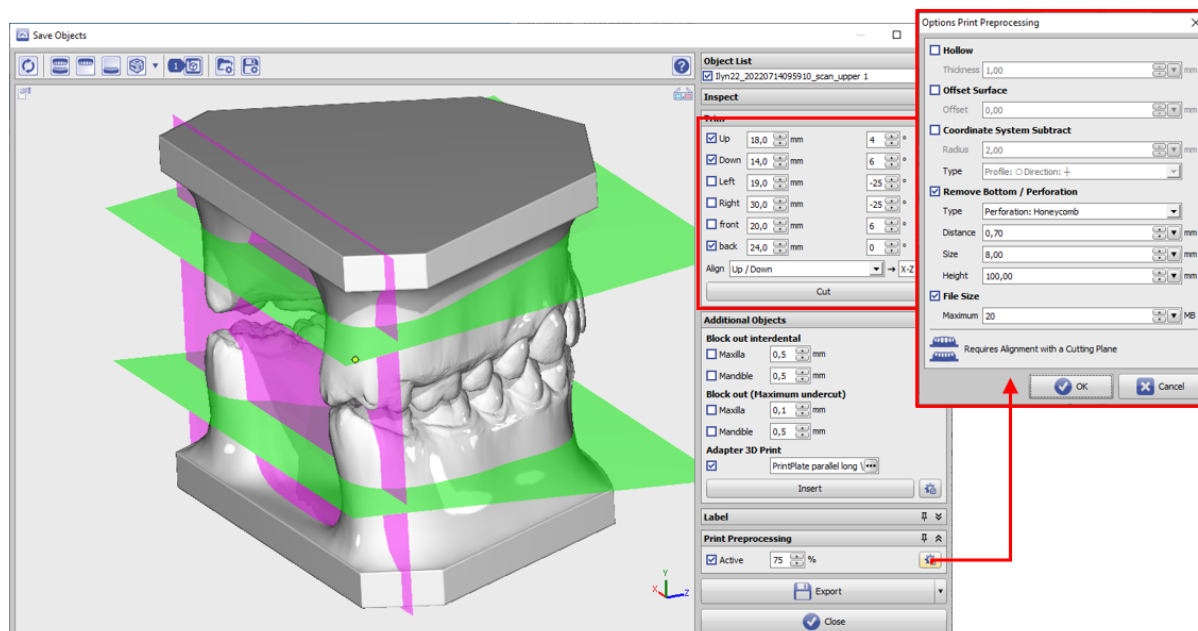 Save Objects
1
Object List
Ilyn22_20220714095910_scan_upper 1
Inspect
Trim
Up 18,0 mm 4 °
Down 14,0 mm 6 °
Left 19,0 mm -25 °
Right 30,0 mm -25 °
front 20,0 mm 6 °
back 24,0 mm 0 °
Align Up / Down → X-Z
Cut
Additional Objects
Block out interdental
Maxilla 0,5 mm
Mandible 0,5 mm
Block out (Maximum undercut)
Maxilla 0,1 mm
Mandible 0,5 mm
Adapter 3D Print
PrintPlate parallel long \ ...
Insert
Label
Print Preprocessing
Active 75 %
Export
Close
Y
X
Z
Options Print Preprocessing
Hollow
Thickness 1,00 mm
Offset Surface
Offset 0,00 mm
Coordinate System Subtract
Radius 2,00 mm
Type Profile: O Direction: +
Remove Bottom / Perforation
Type Perforation: Honeycomb
Distance 0,70 mm
Size 8,00 mm
Height 100,00 mm
File Size
Maximum 20 MB
Requires Alignment with a Cutting Plane
OK Cancel